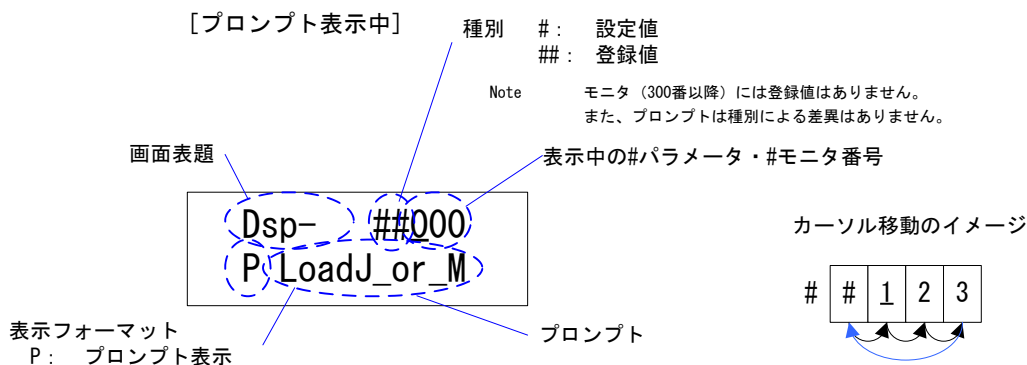 [プロンプト表示中]
種別 #： 設定値
##： 登録値
Note モニタ（300番以降）には登録値はありません。
また、プロンプトは種別による差異はありません。
画面表題
表示中の#パラメータ・#モニタ番号
Dsp- ##000
P LoadJ_or_M
カーソル移動のイメージ
# # 1 2 3
表示フォーマット
P： プロンプト表示
プロンプト